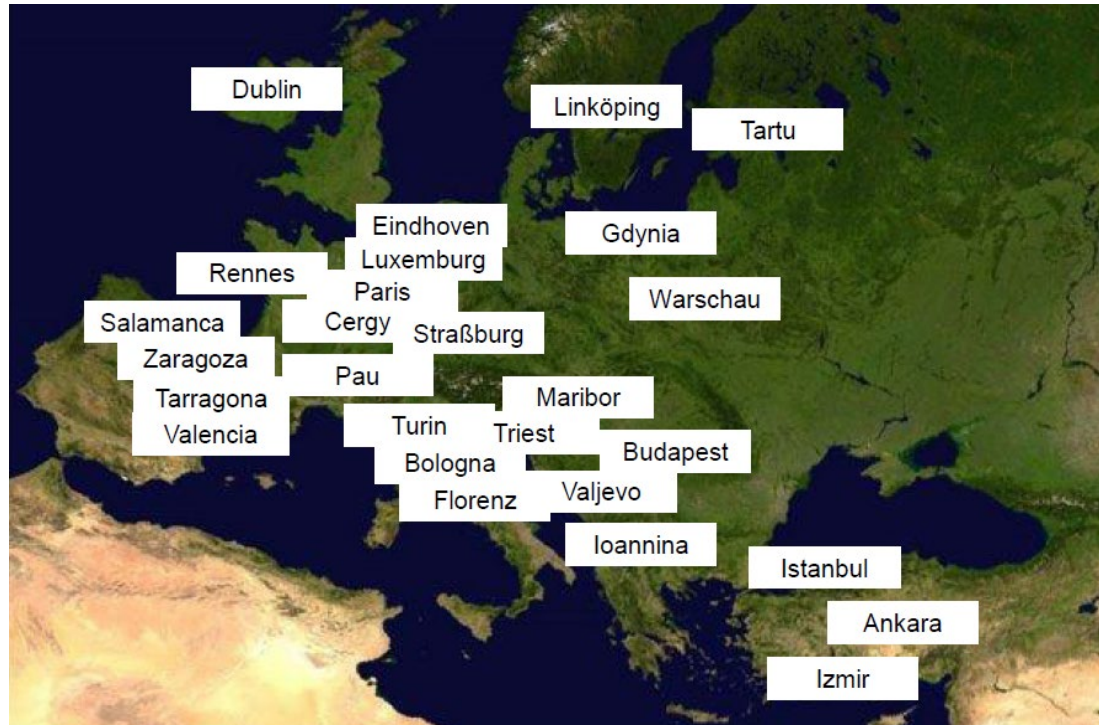 Dublin
Linköping
Tartu
Eindhoven
Gdynia
Luxemburg
Rennes
Paris
Warschau
Salamanca
Cergy
Straßburg
Zaragoza
Pau
Tarragona
Maribor
Turin
Triest
Valencia
Budapest
Bologna
Valjevo
Florenz
Ioannina
Istanbul
Ankara
Izmir